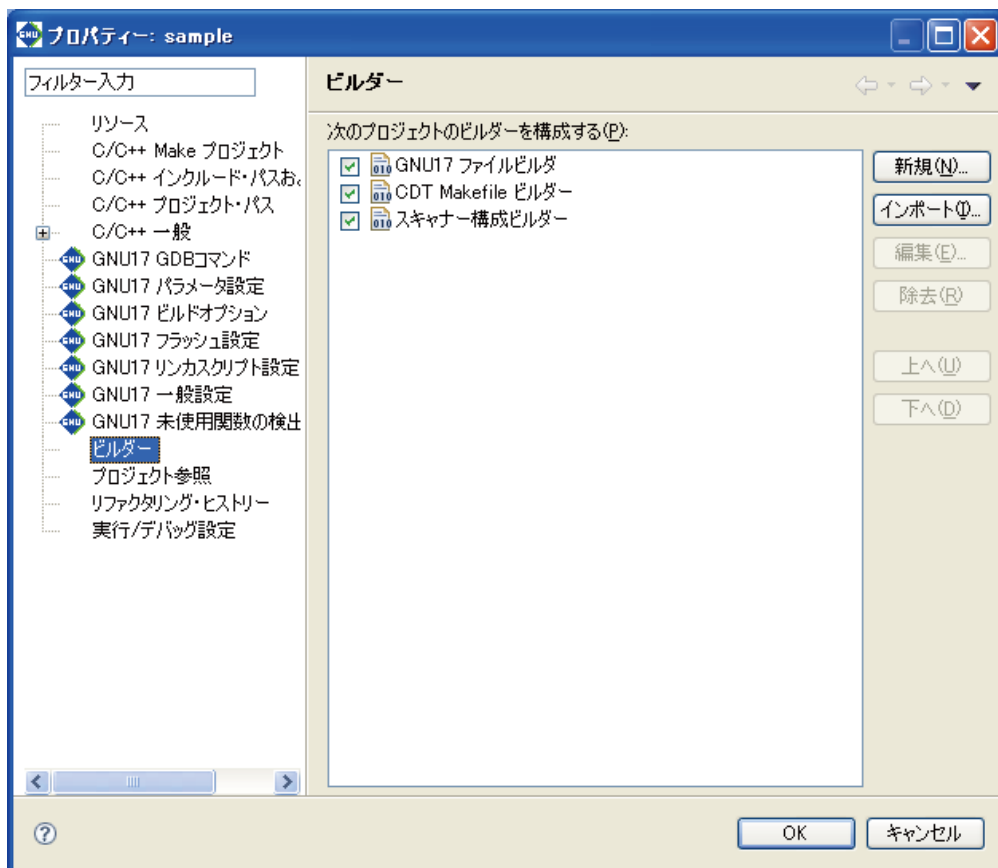 プロパティー: sample
フィルター入力
リソース
C/C++ Make プロジェクト
C/C++ インクルード・パスお
C/C++ プロジェクト・パス
C/C++ 一般
GNU17 GDBコマンド
GNU17 パラメータ設定
GNU17 ビルドオプション
GNU17 フラッシュ設定
GNU17 リンカスクリプト設定
GNU17 一般設定
GNU17 未使用関数の検出
ビルダー
プロジェクト参照
リファクタリング・ヒストリー
実行/デバッグ設定
ビルダー
次のプロジェクトのビルダーを構成する(P):
GNU17 ファイルビルダ
CDT Makefile ビルダー
スキャナー構成ビルダー
新規(N)...
インポート(I)...
編集(E)...
除去(R)
上へ(U)
下へ(D)
OK
キャンセル